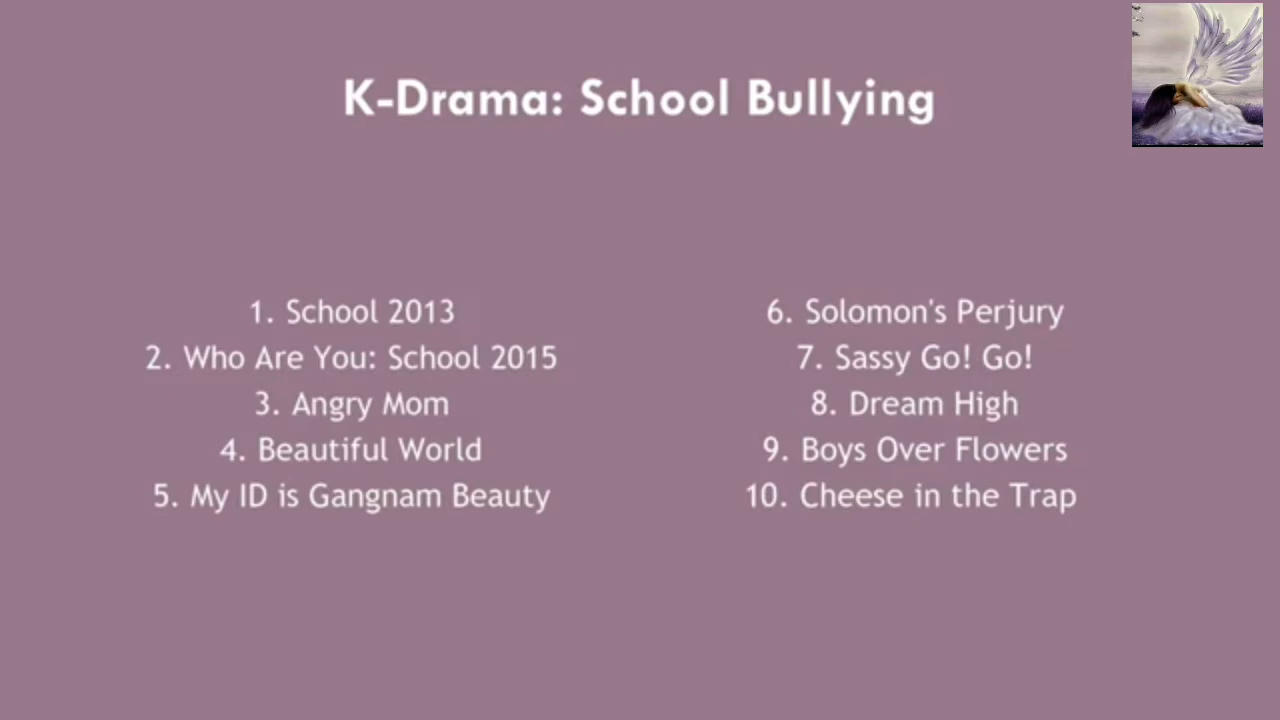 K-Drama: School Bullying
1. School 2013
2. Who Are You: School 2015
3. Angry Mom
4. Beautiful World
5. My ID is Gangnam Beauty
6. Solomon's Perjury
7. Sassy Go! Go!
8. Dream High
9. Boys Over Flowers
10. Cheese in the Trap